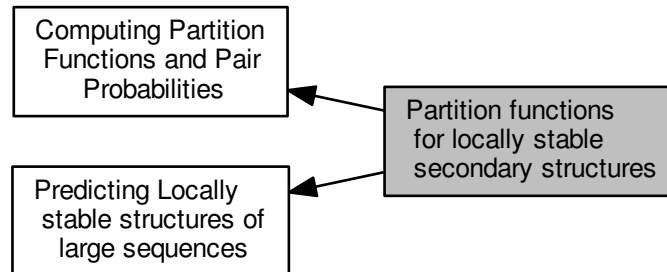 Computing Partition
Functions and Pair
Probabilities
Partition functions
for locally stable
secondary structures
Predicting Locally
stable structures of
large sequences